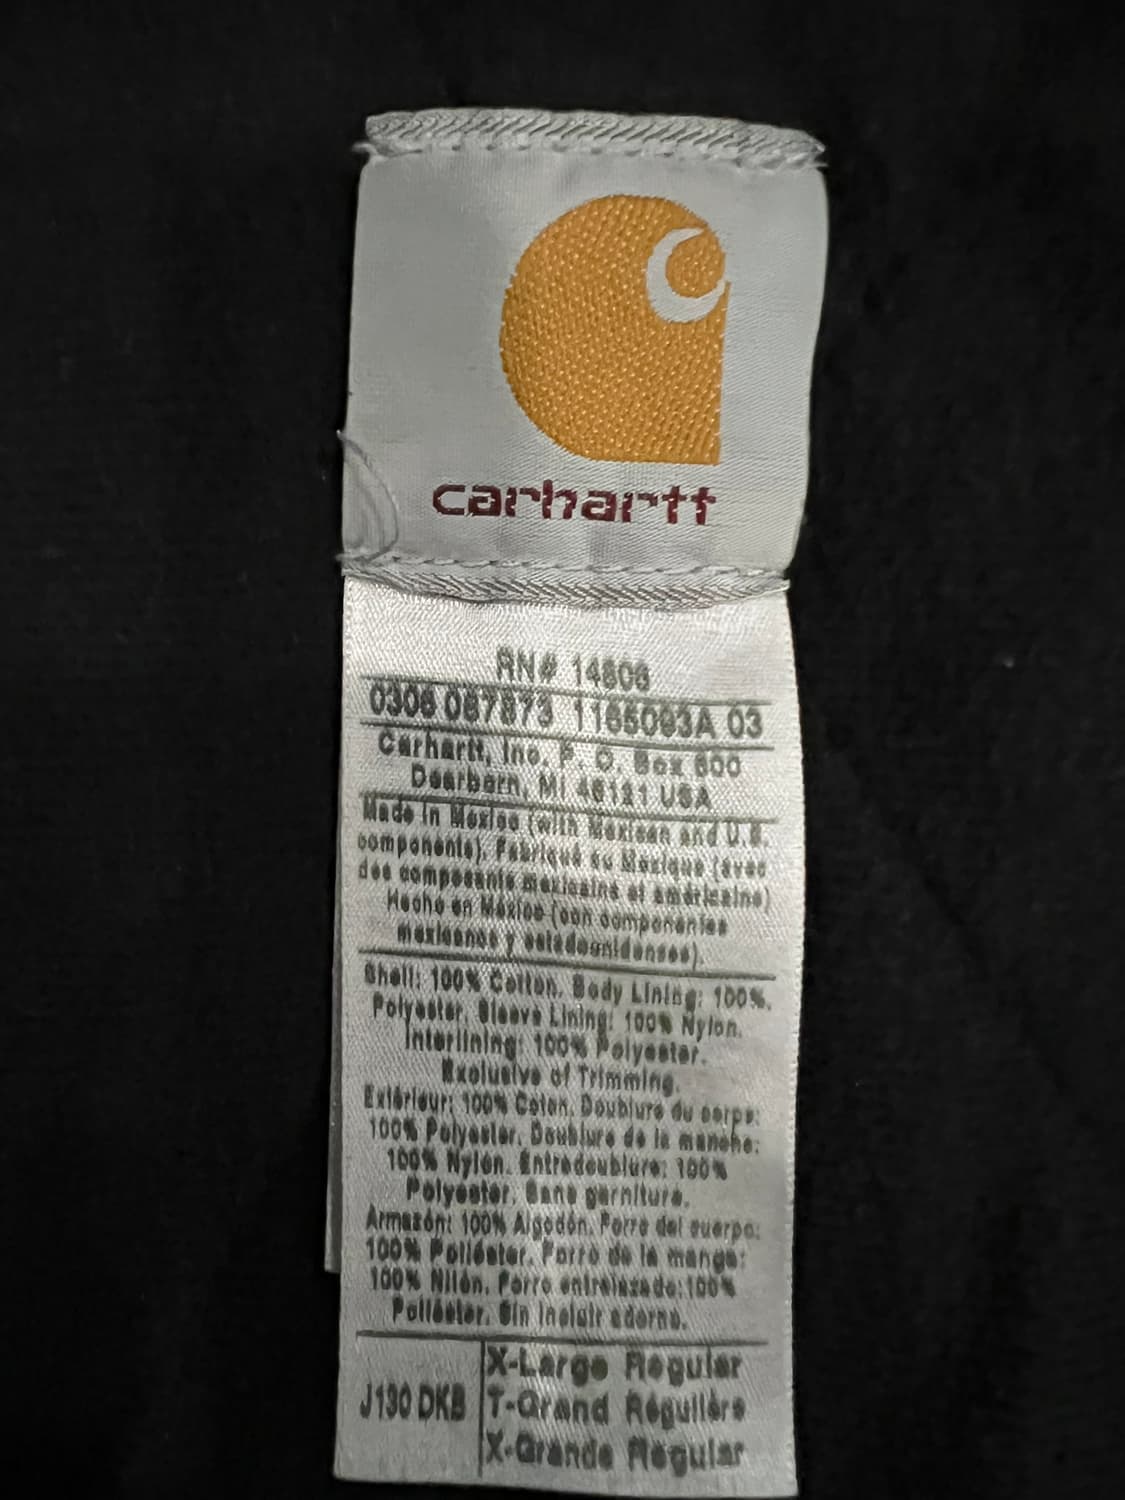 carhartt
RN# 14806
0306 087873 1165093A 03
Carhartt, Inc. P. O. Box 600
Dearborn, MI 48121 USA
Made in Mexico (with Mexican and U.S.
components). Fabriqué au Mexique (avec
des composants mexicains et américains)
Hecho en México (con componentes
mexicanos y estadounidenses).
Shell: 100% Cotton. Body Lining: 100%.
Polyester. Sleeve Lining: 100% Nylon.
Interlining: 100% Polyester.
Exclusive of Trimming.
Extérieur: 100% Coton. Doublure du corps:
100% Polyester. Doublure de la manche:
100% Nylon. Entredoublure: 100%
Polyester. Sans garniture.
Armazón: 100% Algodón. Forro del cuerpo:
100% Poliéster. Forro de la manga:
100% Nilón. Forro entrelazado:100%
Poliéster. Sin incluir adorno.
J130 DKB
X-Large Regular
T-Grand Régulière
X-Grande Regular